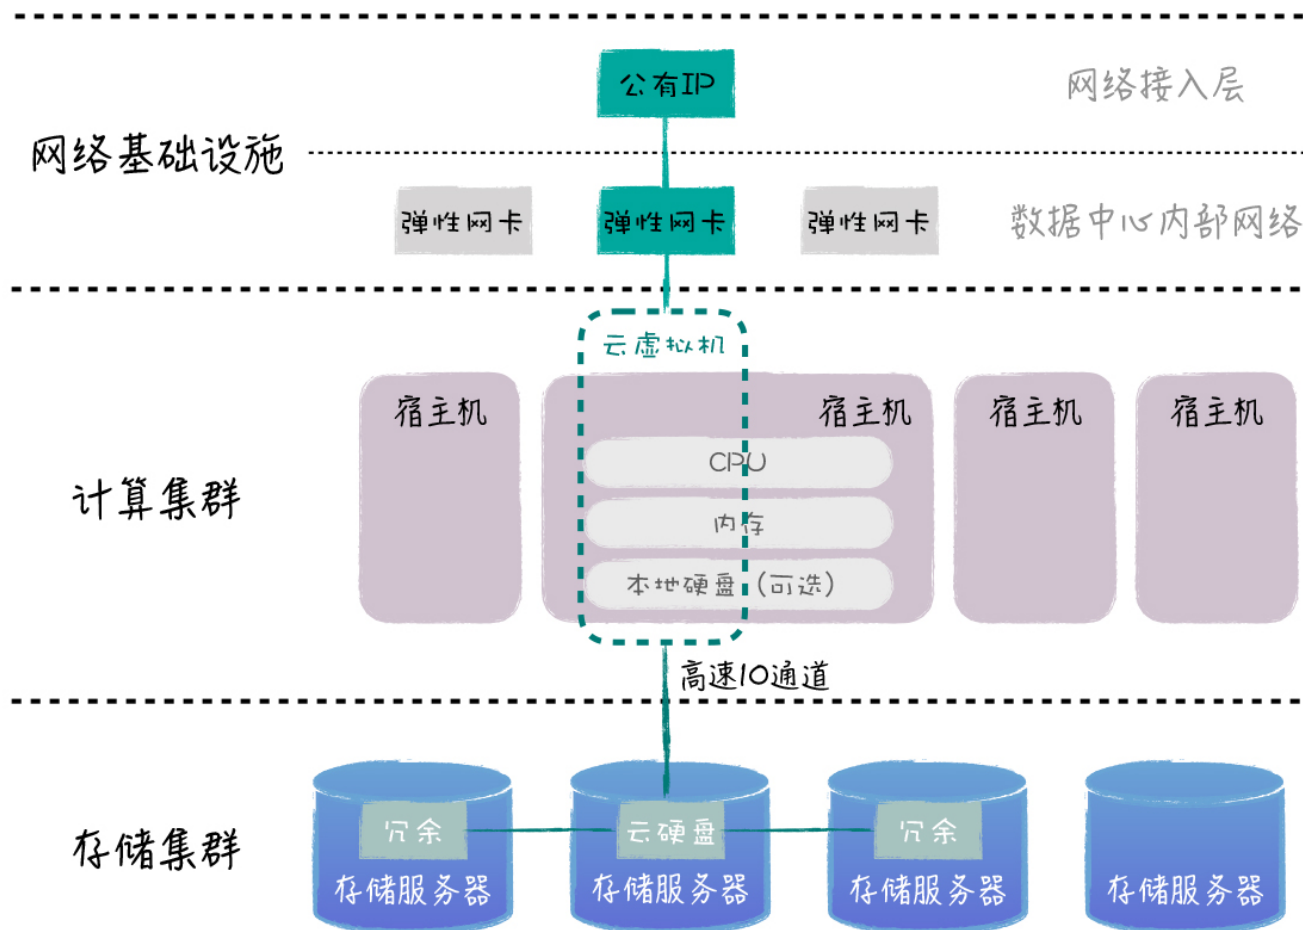 公有IP
网络接入层
网络基础设施
弹性网卡
弹性网卡
弹性网卡
数据中心内部网络
云虚拟机
宿主机
宿主机
宿主机
宿主机
CPU
内存
本地硬盘（可选）
计算集群
高速IO通道
冗余
云硬盘
冗余
存储集群
存储服务器
存储服务器
存储服务器
存储服务器